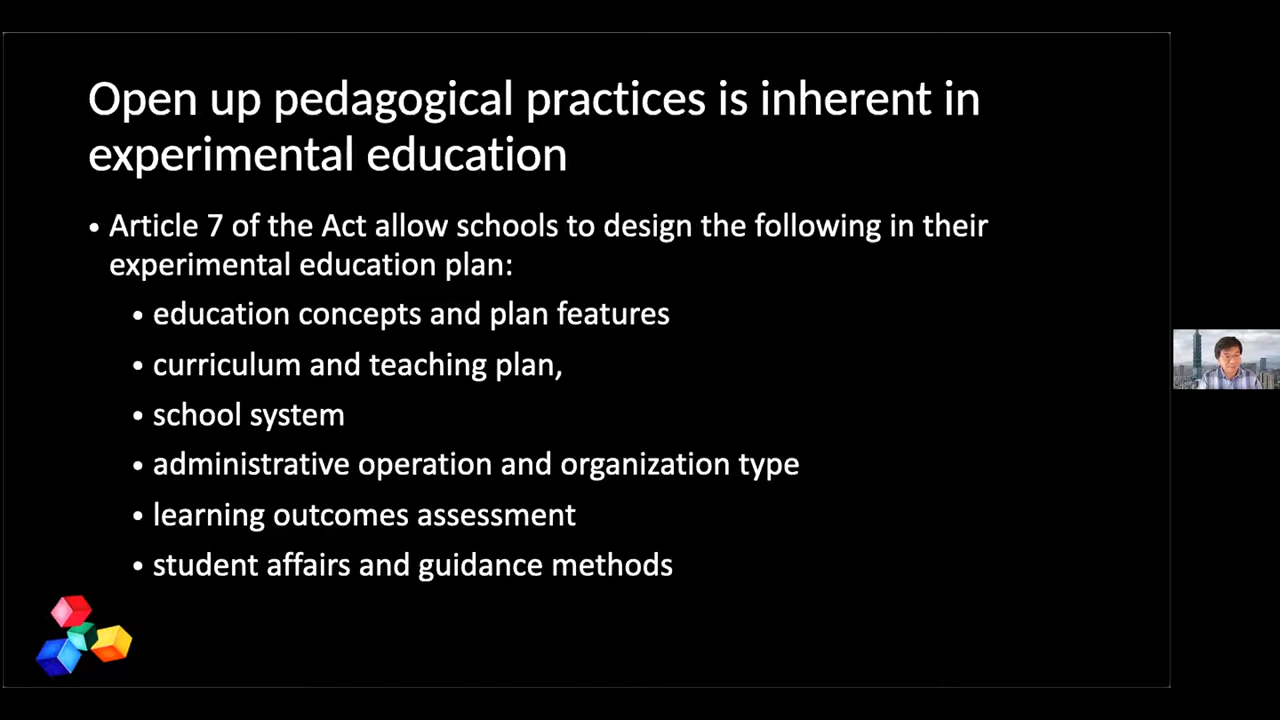 Open up pedagogical practices is inherent in
experimental education
• Article 7 of the Act allow schools to design the following in their
experimental education plan:
• education concepts and plan features
• curriculum and teaching plan,
• school system
• administrative operation and organization type
• learning outcomes assessment
• student affairs and guidance methods